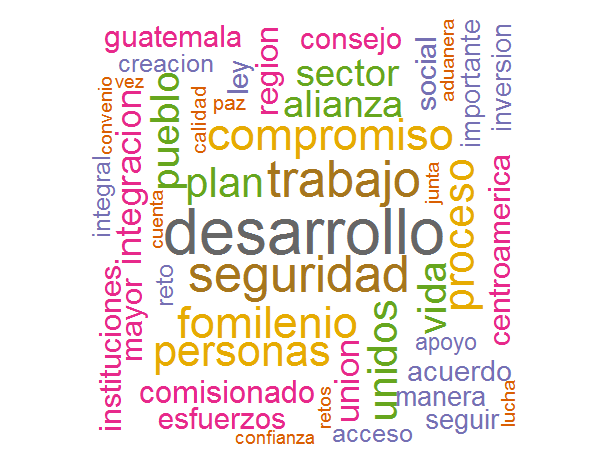 guatemala
consejo
creacion
ley
region
sector
social
aduanera
importante
inversion
convenio
vez
pueblo
calidad
paz
alianza
integracion
compromiso
integral
plan
trabajo
junta
proceso
centroamerica
cuenta
desarrollo
seguridad
reto
mayor
instituciones
vida
fomilenio
unidos
personas
union
apoyo
acuerdo
comisionado
manera
esfuerzos
retos
seguir
lucha
confianza
acceso